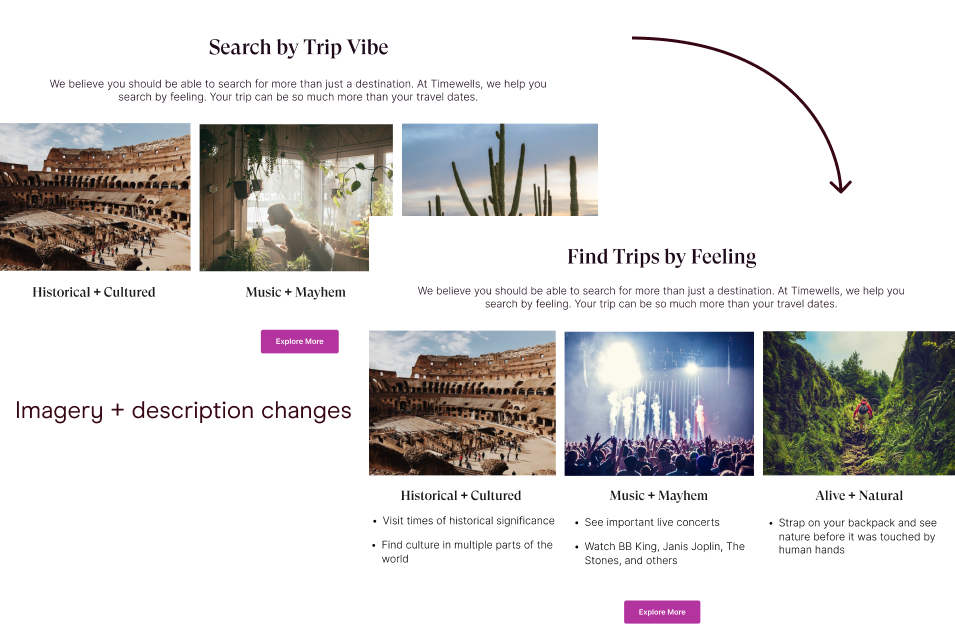 Search by Trip Vibe
We believe you should be able to search for more than just a destination. At Timewells, we help you
search by feeling. Your trip can be so much more than your travel dates.
Historical + Cultured
Music + Mayhem
Explore More
Imagery + description changes
Find Trips by Feeling
We believe you should be able to search for more than just a destination. At Timewells, we help you
search by feeling. Your trip can be so much more than your travel dates.
Historical + Cultured
• Visit times of historical significance
• Find culture in multiple parts of the
world
Music + Mayhem
• See important live concerts
• Watch BB King, Janis Joplin, The
Stones, and others
Alive + Natural
• Strap on your backpack and see
nature before it was touched by
human hands
Explore More